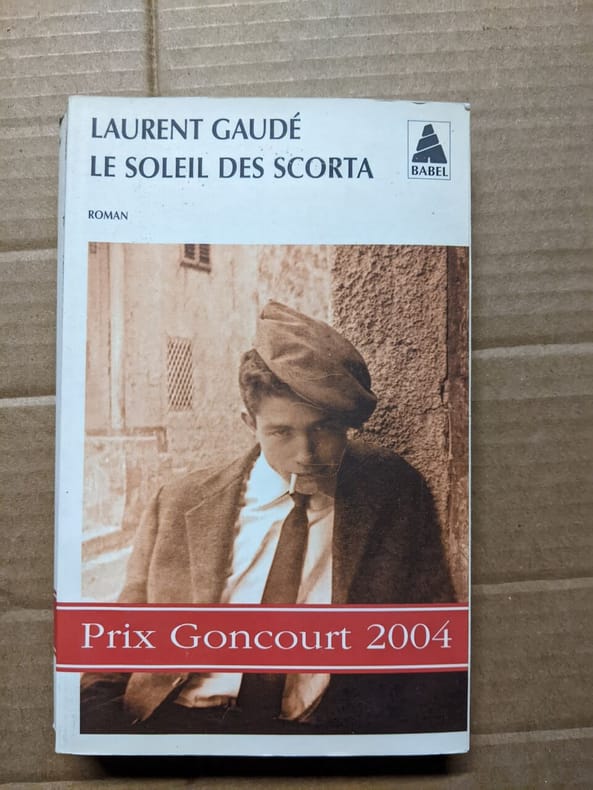 LAURENT GAUDÉ
LE SOLEIL DES SCORTA
BABEL
ROMAN
Prix Goncourt 2004